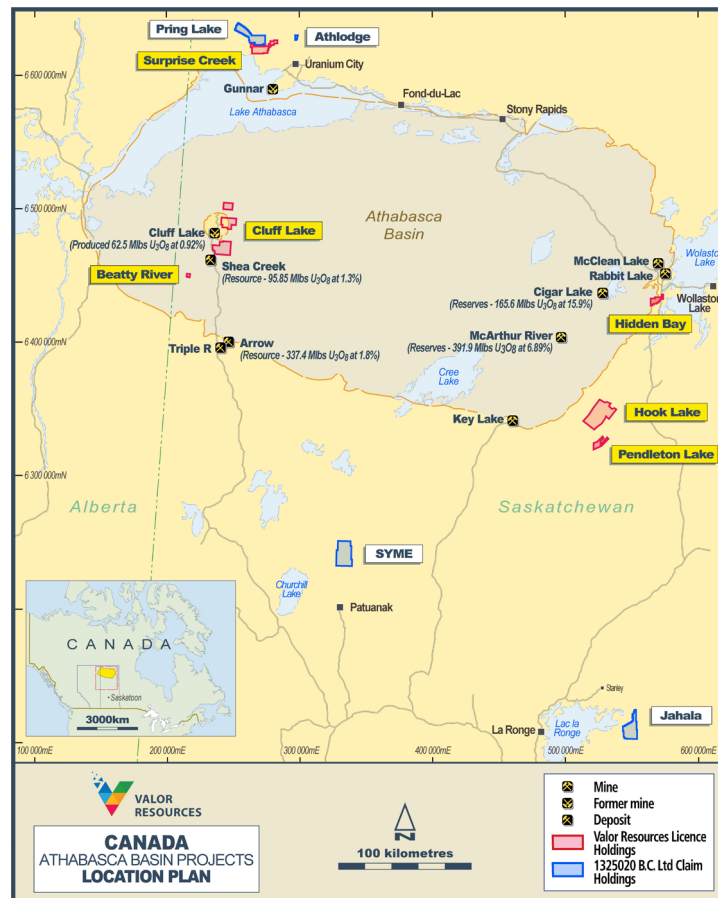 Pring Lake
Athlodge
Surprise Creek
Uranium City
6 600 000mN
Gunnar
Fond-du-Lac
Lake Athabasca
Stony Rapids
6 500 000mN
Athabasca
Basin
Cluff Lake
(Produced 62.5 Mlbs U₃O₈ at 0.92%)
Cluff Lake
Shea Creek
(Resource - 95.85 Mlbs U₃O₈ at 1.3%)
Beatty River
McClean Lake
Rabbit Lake
Wolaston
Lake
Wollaston
Lake
Cigar Lake
(Reserves - 165.6 Mlbs U₃O₈ at 15.9%)
Hidden Bay
6 400 000mN
Triple R
Arrow
(Resource - 337.4 Mlbs U₃O₈ at 1.8%)
McArthur River
(Reserves - 391.9 Mlbs U₃O₈ at 6.89%)
Cree
Lake
Key Lake
Hook Lake
Pendleton Lake
6 300 000mN
Alberta
Saskatchewan
SYME
Churchill
Lake
Patuanak
CANADA
Saskatoon
3000km
Stanley
La Ronge
Lac la
Ronge
Jahala
100 000mE
200 000mE
300 000mE
400 000mE
500 000mE
600 000mE
VALOR
RESOURCES
CANADA
ATHABASCA BASIN PROJECTS
LOCATION PLAN
N
100 kilometres
Mine
Former mine
Deposit
Valor Resources Licence
Holdings
1325020 B.C. Ltd Claim
Holdings